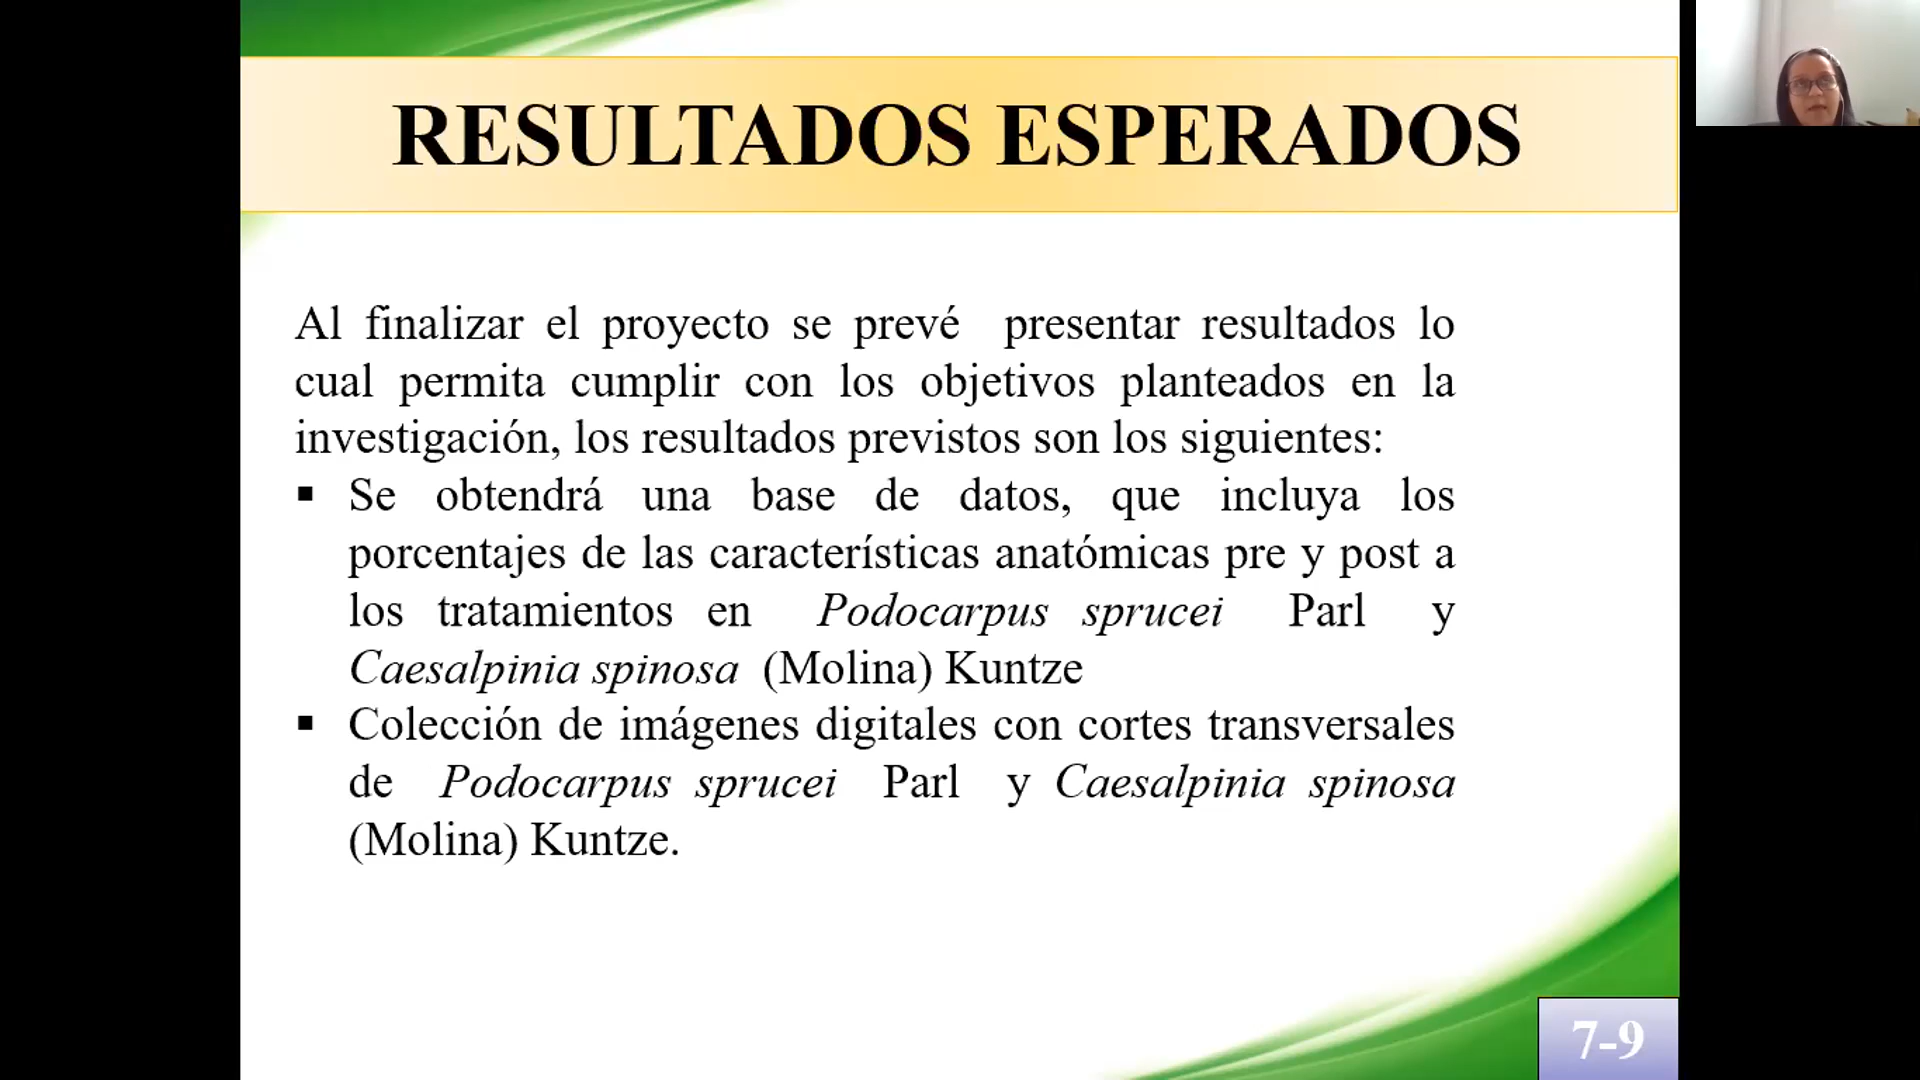 RESULTADOS ESPERADOS
Al finalizar el proyecto se prevé presentar resultados lo
cual permita cumplir con los objetivos planteados en la
investigación, los resultados previstos son los siguientes:
▪ Se obtendrá una base de datos, que incluya los
porcentajes de las características anatómicas pre y post a
los tratamientos en Podocarpus sprucei Parl y
Caesalpinia spinosa (Molina) Kuntze
▪ Colección de imágenes digitales con cortes transversales
de Podocarpus sprucei Parl y Caesalpinia spinosa
(Molina) Kuntze.
7-9